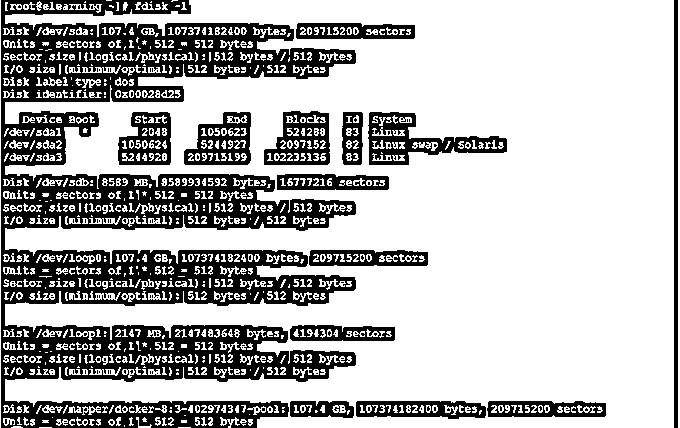 [root@elearning ~]# fdisk -l
Disk /dev/sda: 107.4 GB, 107374182400 bytes, 209715200 sectors
Units = sectors of 1 * 512 = 512 bytes
Sector size (logical/physical): 512 bytes / 512 bytes
I/O size (minimum/optimal): 512 bytes / 512 bytes
Disk label type: dos
Disk identifier: 0x00028d25
Device Boot Start End Blocks Id System
/dev/sda1 * 2048 1050623 524288 83 Linux
/dev/sda2 1050624 5244927 2097152 82 Linux swap / Solaris
/dev/sda3 5244928 209715199 102235136 83 Linux
Disk /dev/sdb: 8589 MB, 8589934592 bytes, 16777216 sectors
Units = sectors of 1 * 512 = 512 bytes
Sector size (logical/physical): 512 bytes / 512 bytes
I/O size (minimum/optimal): 512 bytes / 512 bytes
Disk /dev/loop0: 107.4 GB, 107374182400 bytes, 209715200 sectors
Units = sectors of 1 * 512 = 512 bytes
Sector size (logical/physical): 512 bytes / 512 bytes
I/O size (minimum/optimal): 512 bytes / 512 bytes
Disk /dev/loop1: 2147 MB, 2147483648 bytes, 4194304 sectors
Units = sectors of 1 * 512 = 512 bytes
Sector size (logical/physical): 512 bytes / 512 bytes
I/O size (minimum/optimal): 512 bytes / 512 bytes
Disk /dev/mapper/docker-8:3-402974347-pool: 107.4 GB, 107374182400 bytes, 209715200 sectors
Units = sectors of 1 * 512 = 512 bytes